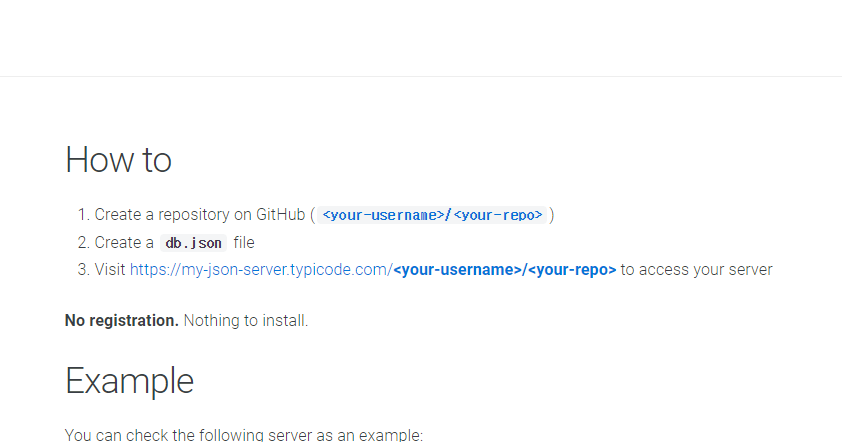 How to
1. Create a repository on GitHub ( <your-username>/<your-repo> )
2. Create a db.json file
3. Visit https://my-json-server.typicode.com/<your-username>/<your-repo> to access your server
No registration. Nothing to install.
Example
You can check the following server as an example: